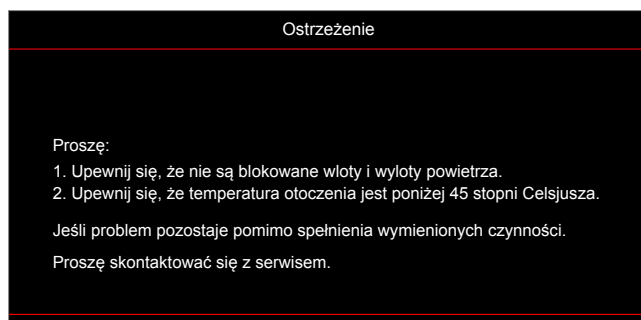 Ostrzeżenie
Proszę:
1. Upewnij się, że nie są blokowane wloty i wyloty powietrza.
2. Upewnij się, że temperatura otoczenia jest poniżej 45 stopni Celsjusza.
Jeśli problem pozostaje pomimo spełnienia wymienionych czynności.
Proszę skontaktować się z serwisem.